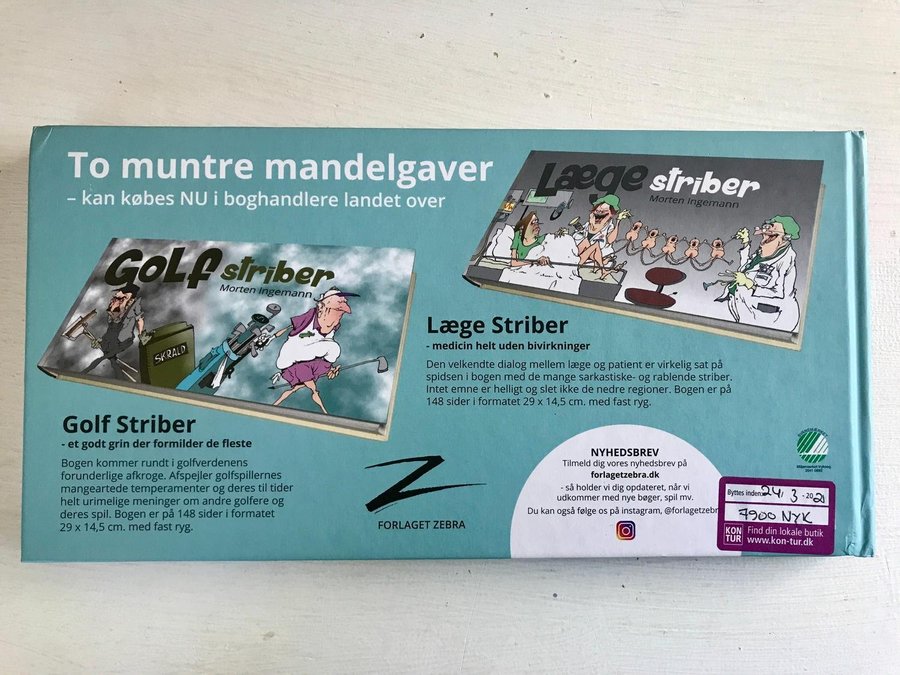 To muntre mandelgaver
– kan købes NU i boghandlere landet over
Læge striber
Morten Ingemann
GOLF striber
Morten Ingemann
SKRALD
Læge Striber
- medicin helt uden bivirkninger
Den velkendte dialog mellem læge og patient er virkelig sat på
spidsen i bogen med de mange sarkastiske- og rablende striber.
Intet emne er helligt og slet ikke de nedre regioner. Bogen er på
148 sider i formatet 29 x 14,5 cm. med fast ryg.
Golf Striber
- et godt grin der formilder de fleste
Bogen kommer rundt i golfverdenens
forunderlige afkroge. Afspejler golfspillernes
mangeartede temperamenter og deres til tider
helt urimelige meninger om andre golfere og
deres spil. Bogen er på 148 sider i formatet
29 x 14,5 cm. med fast ryg.
FORLAGET ZEBRA
NYHEDSBREV
Tilmeld dig vores nyhedsbrev på
forlagetzebra.dk
- så holder vi dig opdateret, når vi
udkommer med nye bøger, spil mv.
Du kan også følge os på instagram, @forlagetzebr
Byttes inden: 24/ 3 - 2021
7900 NYK
KON TUR
Find din lokale butik
www.kon-tur.dk